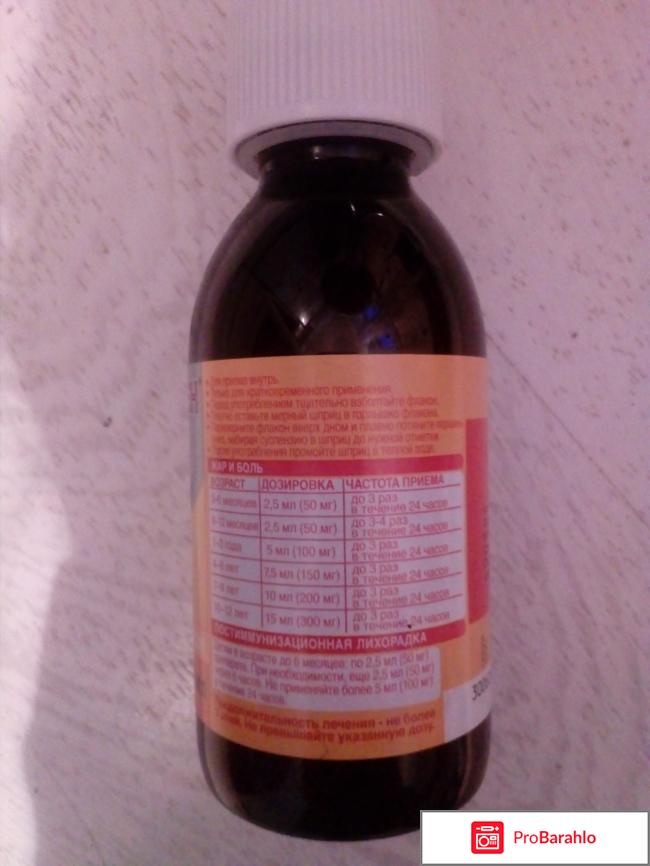 Для приема внутрь.
Только для кратковременного применения.
Перед употреблением тщательно взболтайте флакон.
вставьте мерный шприц в горлышко флакона.
Переверните флакон вверх дном и плавно потяните поршень
вниз, набирая суспензию в шприц до нужной отметки
После употребления промойте шприц в теплой воде.
ЖАР И БОЛЬ
ВОЗРАСТ ДОЗИРОВКА ЧАСТОТА ПРИЕМА
3-6 месяцев 2,5 мл (50 мг) до 3 раз
в течение 24 часов
6-12 месяцев 2,5 мл (50 мг) до 3-4 раз
в течение 24 часов
1-3 года 5 мл (100 мг) до 3 раз
в течение 24 часов
4-6 лет 7,5 мл (150 мг) до 3 раз
в течение 24 часов
7-9 лет 10 мл (200 мг) до 3 раз
в течение 24 часов
10-12 лет 15 мл (300 мг) до 3 раз
в течение 24 часов
ПОСТИММУНИЗАЦИОННАЯ ЛИХОРАДКА
Детям в возрасте до 6 месяцев: по 2,5 мл (50 мг)
препарата. При необходимости, еще 2,5 мл (50 мг)
через 6 часов. Не применяйте более 5 мл (100 мг)
в течение 24 часов.
Продолжительность лечения - не более
дней. Не превышайте указанную дозу.
ProBarahlo